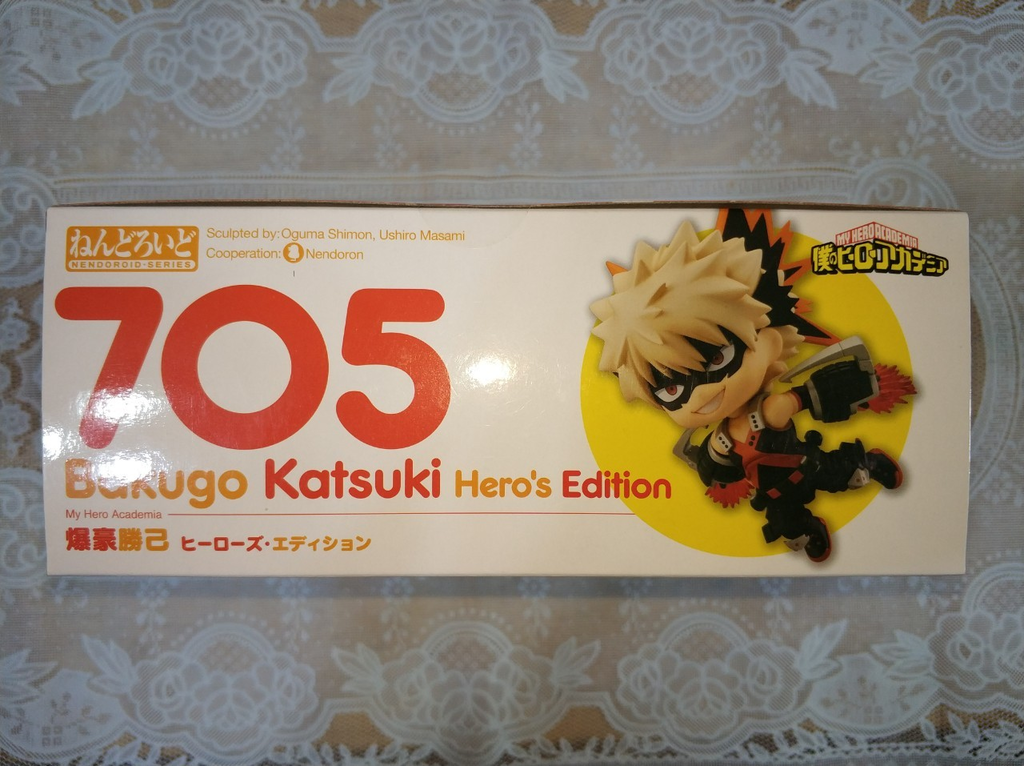 ねんどろいど
NENDOROID-SERIES
Sculpted by: Oguma Shimon, Ushiro Masami
Cooperation: Nendoron
MY HERO ACADEMIA
僕のヒーローアカデミア
705
Bakugo Katsuki Hero's Edition
My Hero Academia
爆豪勝己 ヒーローズ・エディション